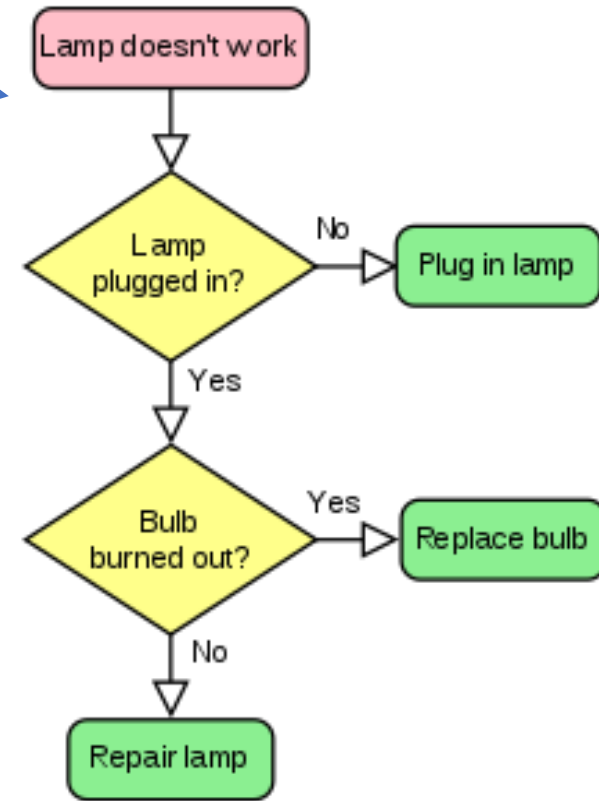 Lamp doesn't work
Lamp
plugged in?
No
Plug in lamp
Yes
Bulb
burned out?
Yes
Replace bulb
No
Repair lamp